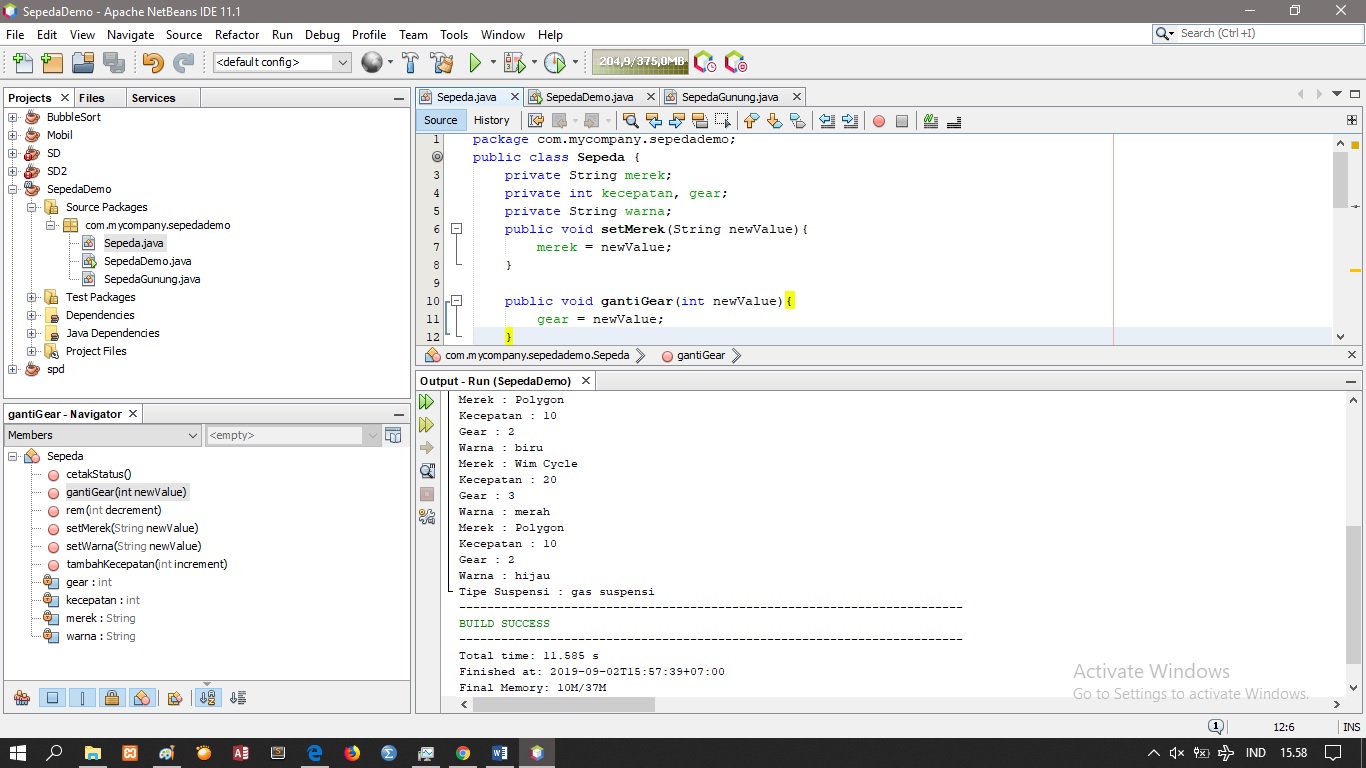 SepedaDemo - Apache NetBeans IDE 11.1
File Edit View Navigate Source Refactor Run Debug Profile Team Tools Window Help
Search (Ctrl+I)
<default config>
204,9/375,0MB
Projects Files Services
BubbleSort
Mobil
SD
SD2
SepedaDemo
Source Packages
com.mycompany.sepedademo
Sepeda.java
SepedaDemo.java
SepedaGunung.java
Test Packages
Dependencies
Java Dependencies
Project Files
spd
gantiGear - Navigator
Members
<empty>
Sepeda
cetakStatus()
gantiGear(int newValue)
rem(int decrement)
setMerek(String newValue)
setWarna(String newValue)
tambahKecepatan(int increment)
gear : int
kecepatan : int
merek : String
warna : String
Sepeda.java SepedaDemo.java SepedaGunung.java
Source History
1 package com.mycompany.sepedademo;
public class Sepeda {
3 private String merek;
4 private int kecepatan, gear;
5 private String warna;
6 public void setMerek(String newValue){
7 merek = newValue;
8 }
9
10 public void gantiGear(int newValue){
11 gear = newValue;
12 }
com.mycompany.sepedademo.Sepeda gantiGear
Output - Run (SepedaDemo)
Merek : Polygon
Kecepatan : 10
Gear : 2
Warna : biru
Merek : Wim Cycle
Kecepatan : 20
Gear : 3
Warna : merah
Merek : Polygon
Kecepatan : 10
Gear : 2
Warna : hijau
Tipe Suspensi : gas suspensi
------------------------------------------------------------------------
BUILD SUCCESS
------------------------------------------------------------------------
Total time: 11.585 s
Finished at: 2019-09-02T15:57:39+07:00
Final Memory: 10M/37M
Activate Windows
Go to Settings to activate Windows.
1 12:6 INS
IND 15.58